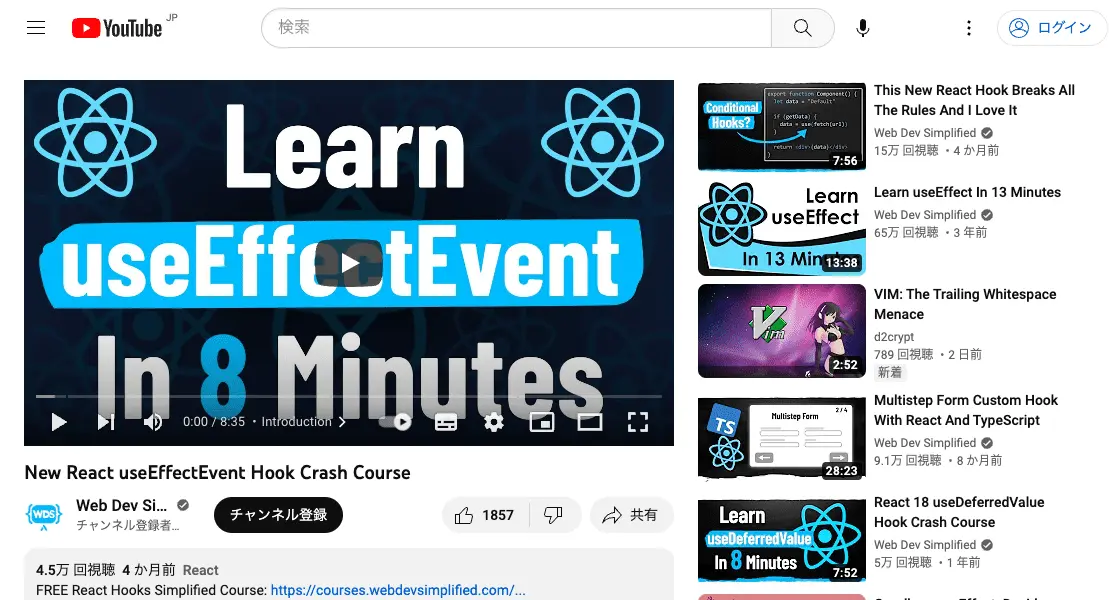 YouTube JP
検索
ログイン
Learn
useEffectEvent
In 8 Minutes
0:00 / 8:35 • Introduction
New React useEffectEvent Hook Crash Course
WDS
Web Dev Si...
チャンネル登録者...
チャンネル登録
1857
共有
4.5万 回視聴 4 か月前 React
FREE React Hooks Simplified Course: https://courses.webdevsimplified.com/...
Conditional
Hooks?
export function Component() {
let data = "Default"
if (getData) {
data = use(fetch(url))
}
return <div>{data}</div>
}
7:56
This New React Hook Breaks All
The Rules And I Love It
Web Dev Simplified
15万 回視聴 • 4 か月前
Learn
useEffect
In 13 Minutes
13:38
Learn useEffect In 13 Minutes
Web Dev Simplified
65万 回視聴 • 3 年前
Vim
2:52
VIM: The Trailing Whitespace
Menace
d2crypt
789 回視聴 • 2 日前
新着
TS
Multistep Form
2/4
28:23
Multistep Form Custom Hook
With React And TypeScript
Web Dev Simplified
9.1万 回視聴 • 8 か月前
Learn
useDeferredValue
In 8 Minutes
7:52
React 18 useDeferredValue
Hook Crash Course
Web Dev Simplified
5万 回視聴 • 1 年前